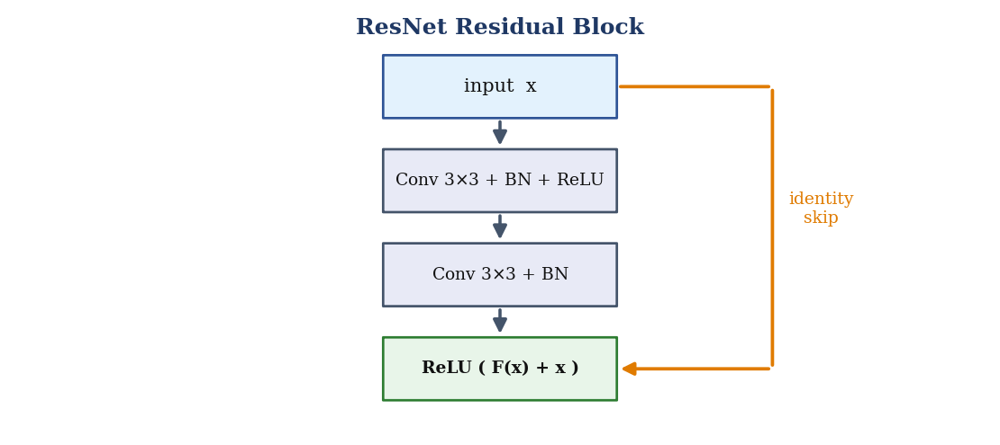 ResNet Residual Block
input  x
Conv 3×3 + BN + ReLU
identity
skip
Conv 3×3 + BN
ReLU ( F(x) + x )